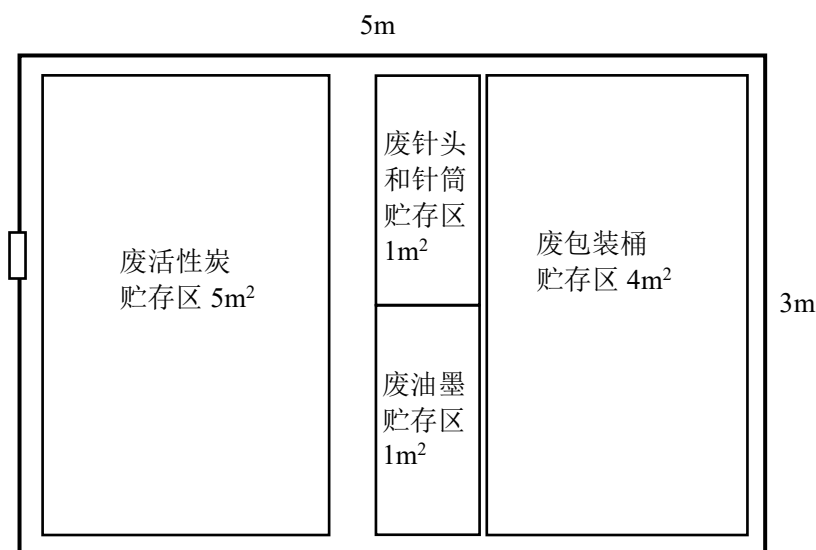 5m
废活性炭
贮存区 5m²
废针头
和针筒
贮存区
1m²
废油墨
贮存区
1m²
废包装桶
贮存区 4m²
3m